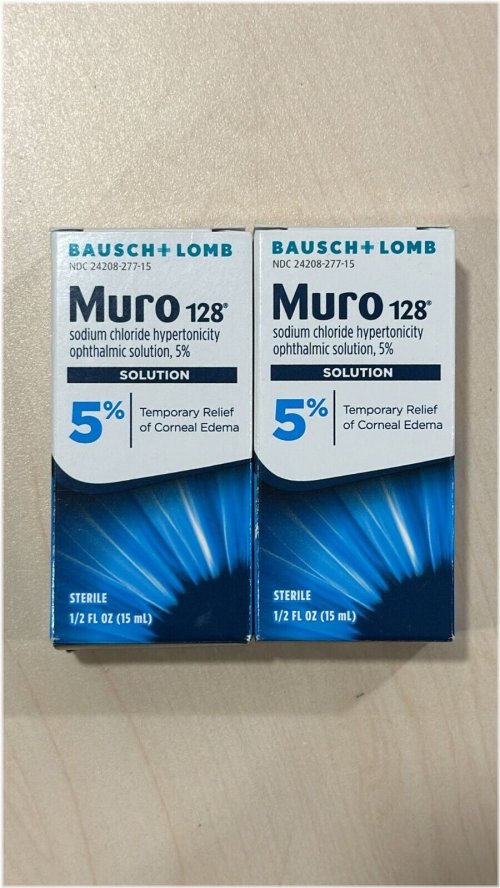 BAUSCH + LOMB
NDC 24208-277-15
Muro 128®
sodium chloride hypertonicity
ophthalmic solution, 5%
SOLUTION
5%
Temporary Relief
of Corneal Edema
STERILE
1/2 FL OZ (15 mL)
BAUSCH + LOMB
NDC 24208-277-15
Muro 128®
sodium chloride hypertonicity
ophthalmic solution, 5%
SOLUTION
5%
Temporary Relief
of Corneal Edema
STERILE
1/2 FL OZ (15 mL)